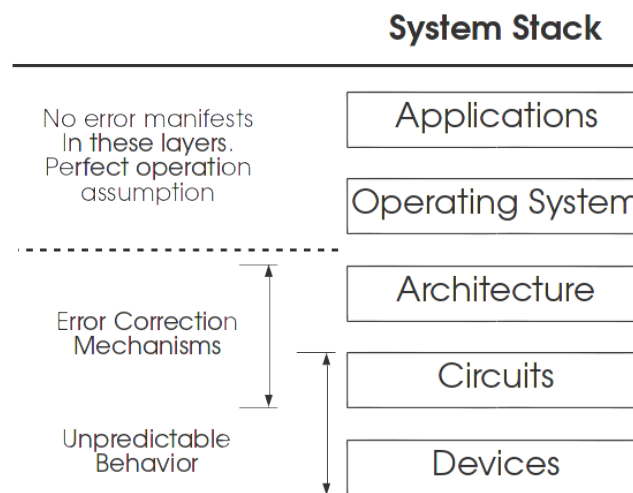 System Stack
No error manifests
In these layers.
Perfect operation
assumption
Applications
Operating System
Architecture
Error Correction
Mechanisms
Circuits
Unpredictable
Behavior
Devices